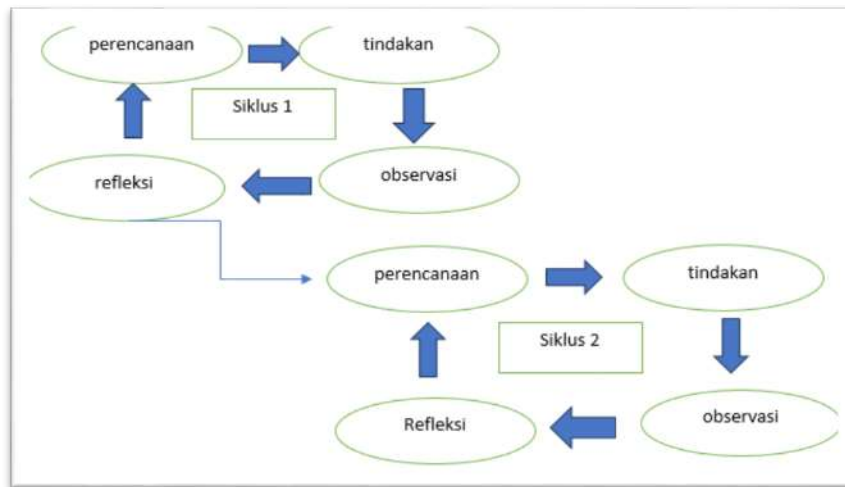 perencanaan
tindakan
Siklus 1
refleksi
observasi
perencanaan
tindakan
Siklus 2
Refleksi
observasi